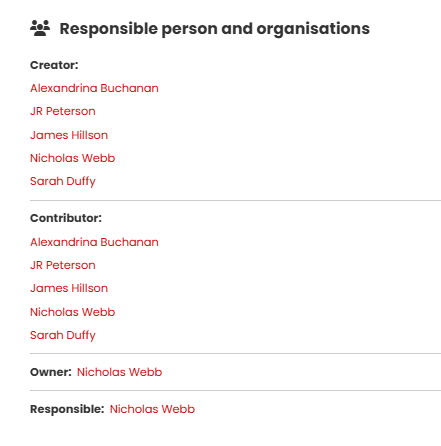 Responsible person and organisations
Creator:
Alexandrina Buchanan
JR Peterson
James Hillson
Nicholas Webb
Sarah Duffy
Contributor:
Alexandrina Buchanan
JR Peterson
James Hillson
Nicholas Webb
Sarah Duffy
Owner: Nicholas Webb
Responsible: Nicholas Webb